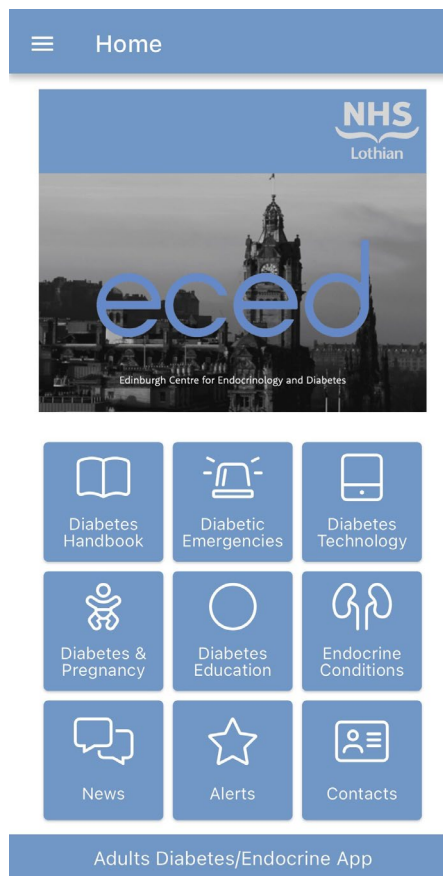 Home
NHS
Lothian
eced
Edinburgh Centre for Endocrinology and Diabetes
Diabetes
Handbook
Diabetic
Emergencies
Diabetes
Technology
Diabetes &
Pregnancy
Diabetes
Education
Endocrine
Conditions
News
Alerts
Contacts
Adults Diabetes/Endocrine App